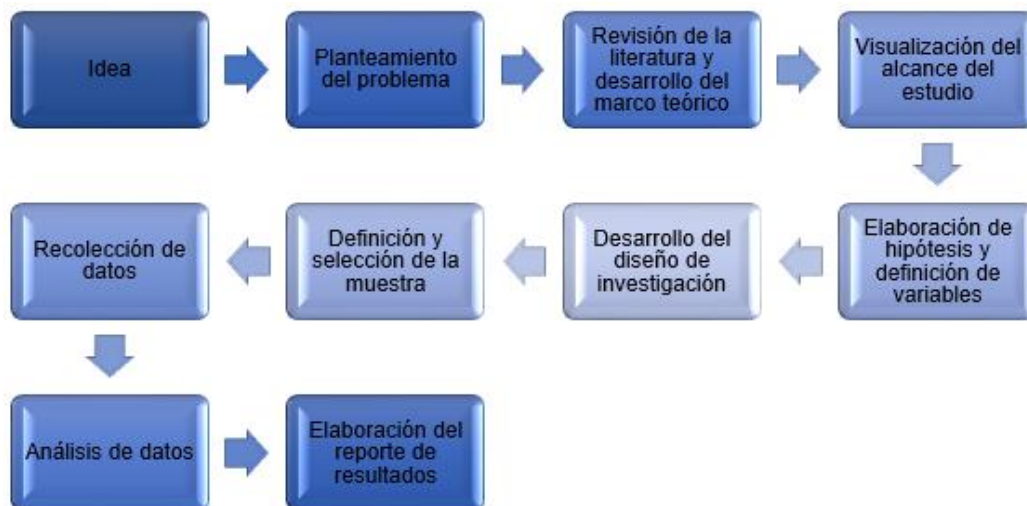 Idea
Planteamiento
del problema
Revisión de la
literatura y
desarrollo del
marco teórico
Visualización del
alcance del
estudio
Elaboración de
hipótesis y
definición de
variables
Desarrollo del
diseño de
investigación
Definición y
selección de la
muestra
Recolección de
datos
Análisis de datos
Elaboración del
reporte de
resultados